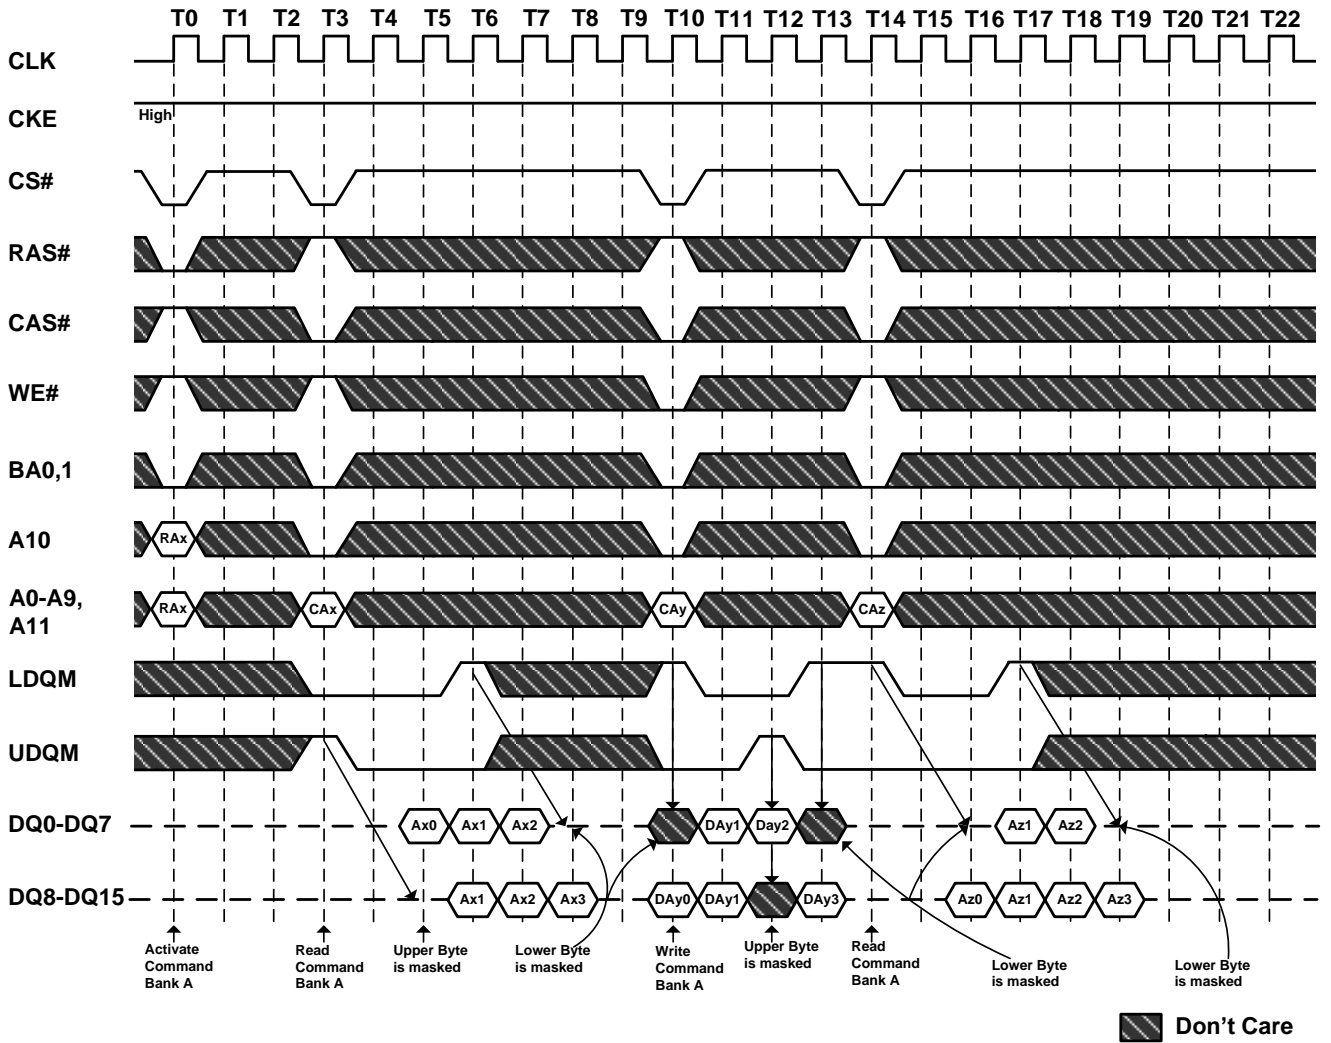 T0 T1 T2 T3 T4 T5 T6 T7 T8 T9 T10 T11 T12 T13 T14 T15 T16 T17 T18 T19 T20 T21 T22
CLK
CKE
High
CS#
RAS#
CAS#
WE#
BA0,1
A10
RAx
A0-A9,
A11
RAx CAx CAy CAz
LDQM
UDQM
DQ0-DQ7
Ax0 Ax1 Ax2 DAy1 Day2 Az1 Az2
DQ8-DQ15
Ax1 Ax2 Ax3 DAy0 DAy1 DAy3 Az0 Az1 Az2 Az3
Activate
Command
Bank A
Read
Command
Bank A
Upper Byte
is masked
Lower Byte
is masked
Write
Command
Bank A
Upper Byte
is masked
Read
Command
Bank A
Lower Byte
is masked
Lower Byte
is masked
Don't Care